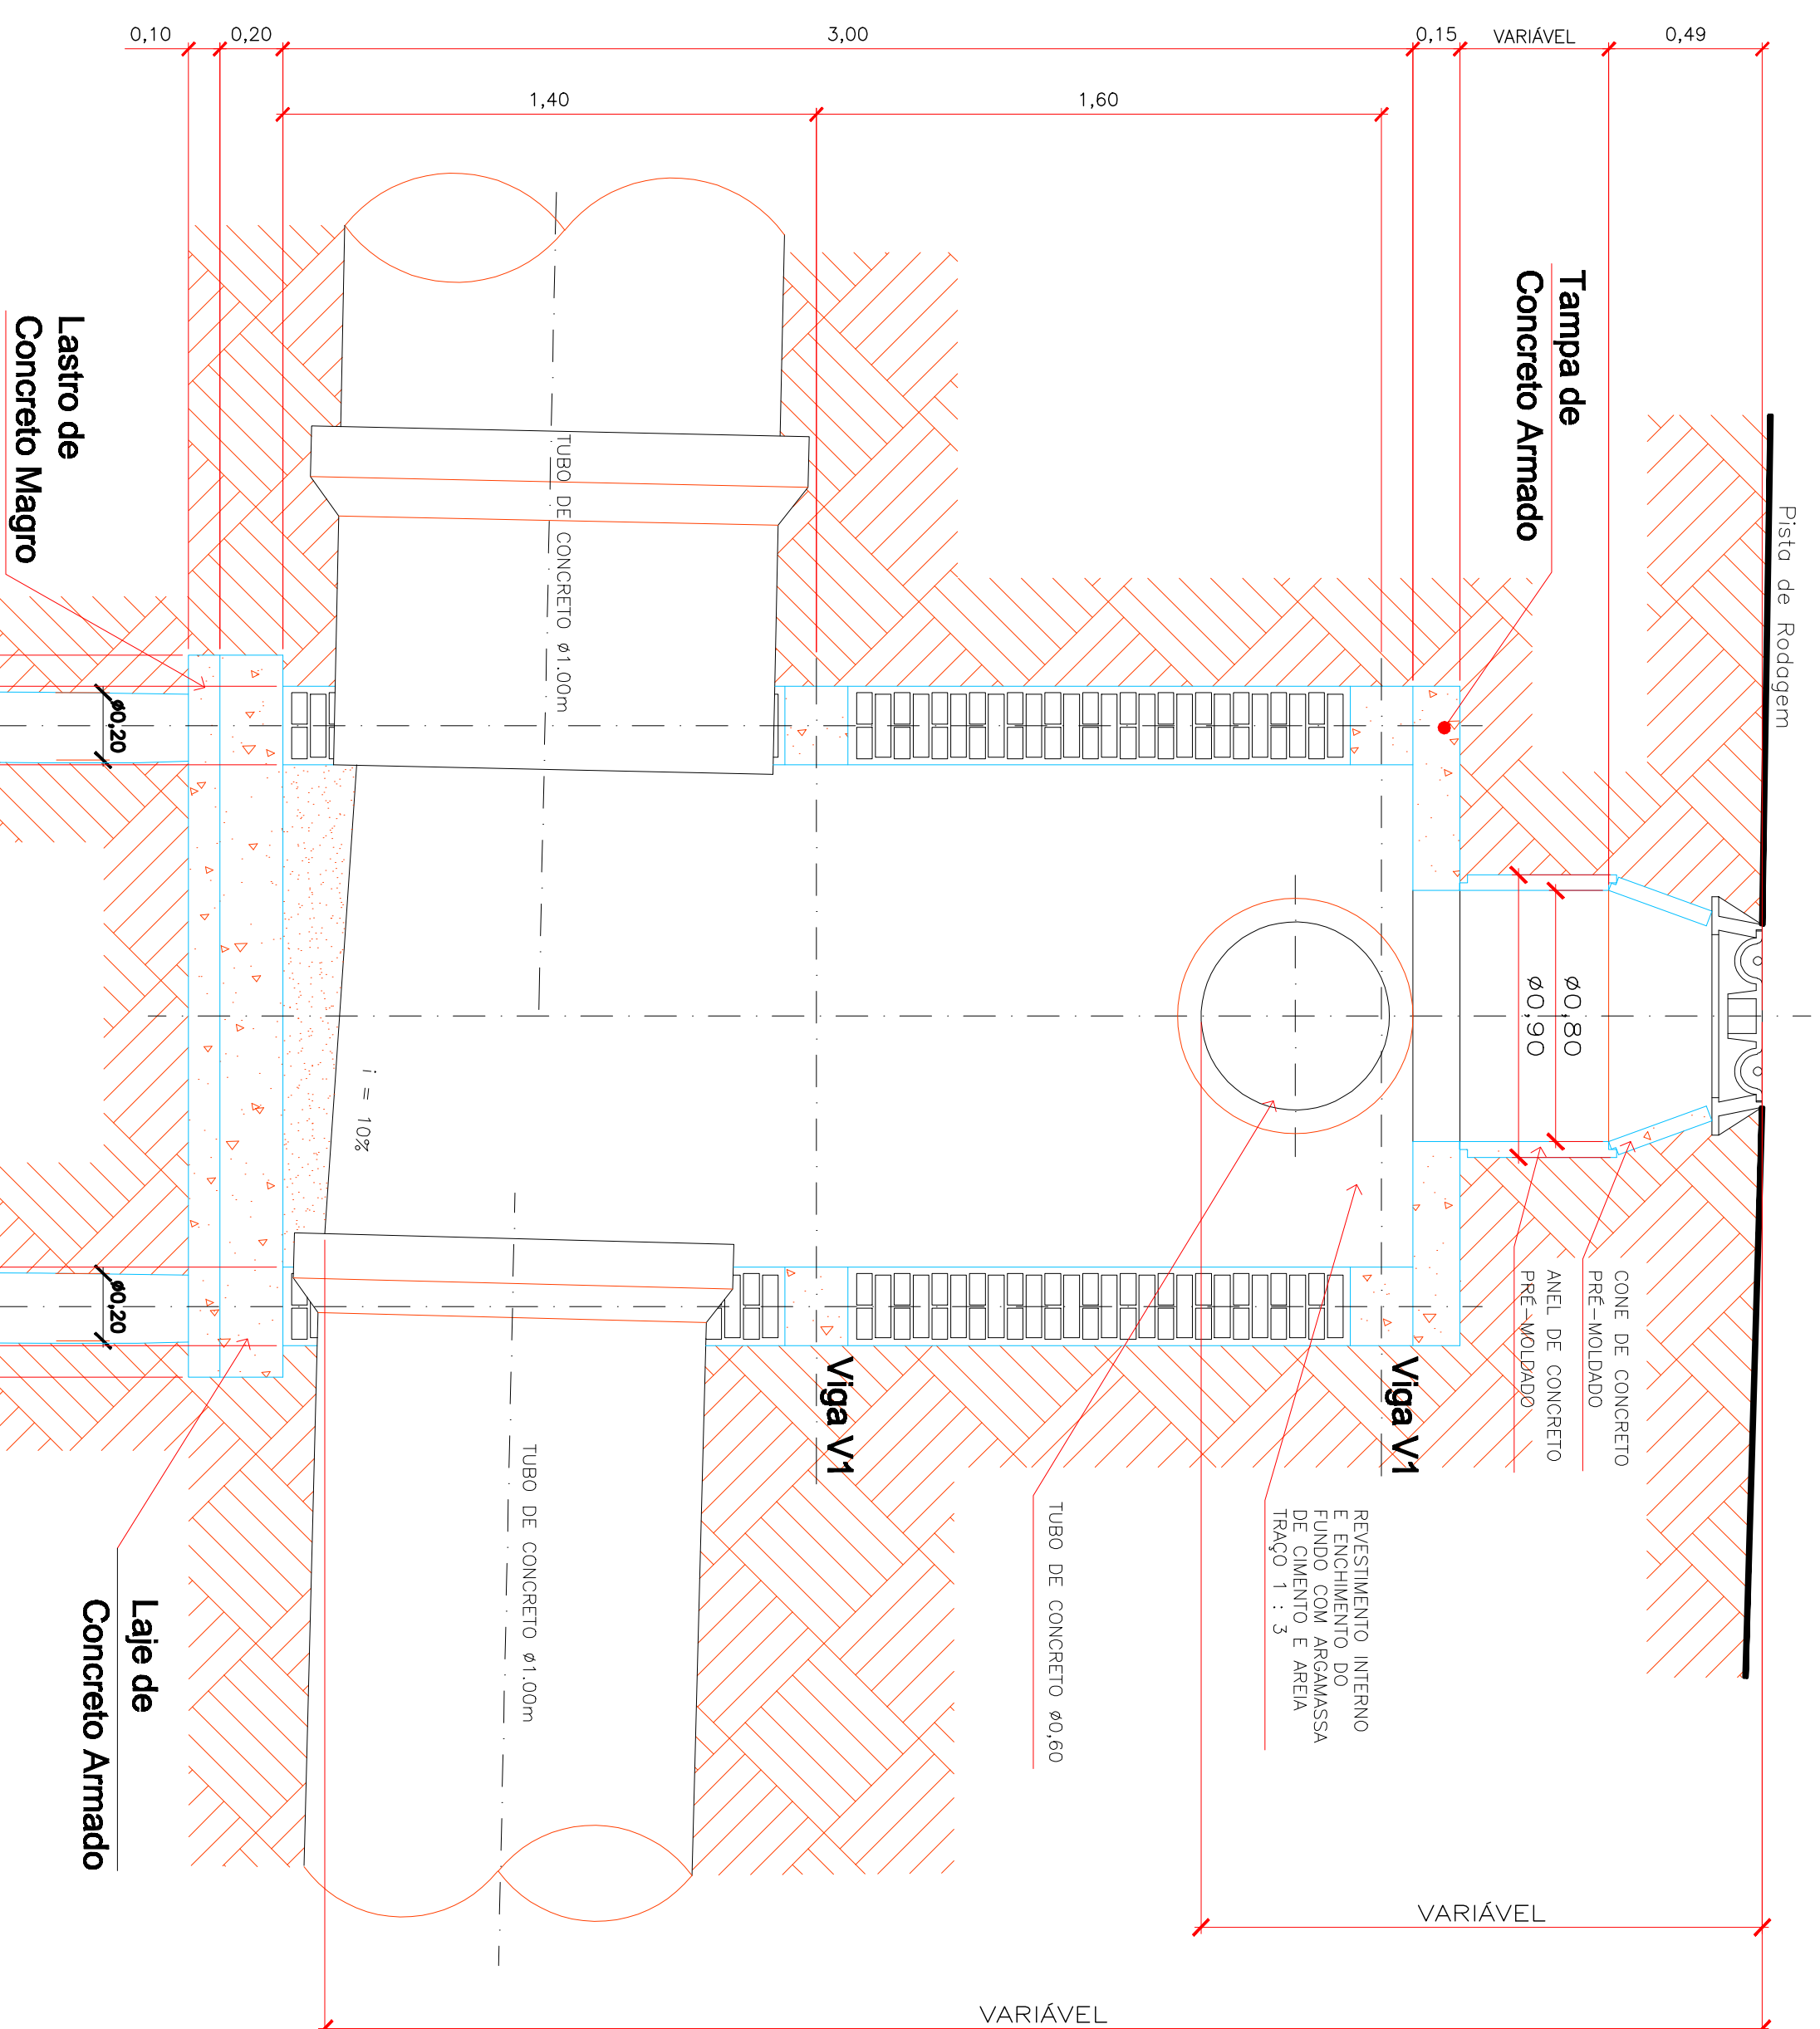 0,10
0,20
3,00
0,15
VARIÁVEL
0,49
1,40
1,60
Pista de Rodagem
Tampa de
Concreto Armado
Lastro de
Concreto Magro
TUBO DE CONCRETO ø1.00m
ø0,20
ø0,80
ø0,90
i = 10%
ø0,20
CONE DE CONCRETO
PRÉ-MOLDADO
ANEL DE CONCRETO
PRÉ-MOLDADO
Viga V1
Viga V1
REVESTIMENTO INTERNO
E ENCHIMENTO DO
FUNDO COM ARGAMASSA
DE CIMENTO E AREIA
TRAÇO 1 : 3
TUBO DE CONCRETO ø0,60
TUBO DE CONCRETO ø1.00m
Laje de
Concreto Armado
VARIÁVEL
VARIÁVEL